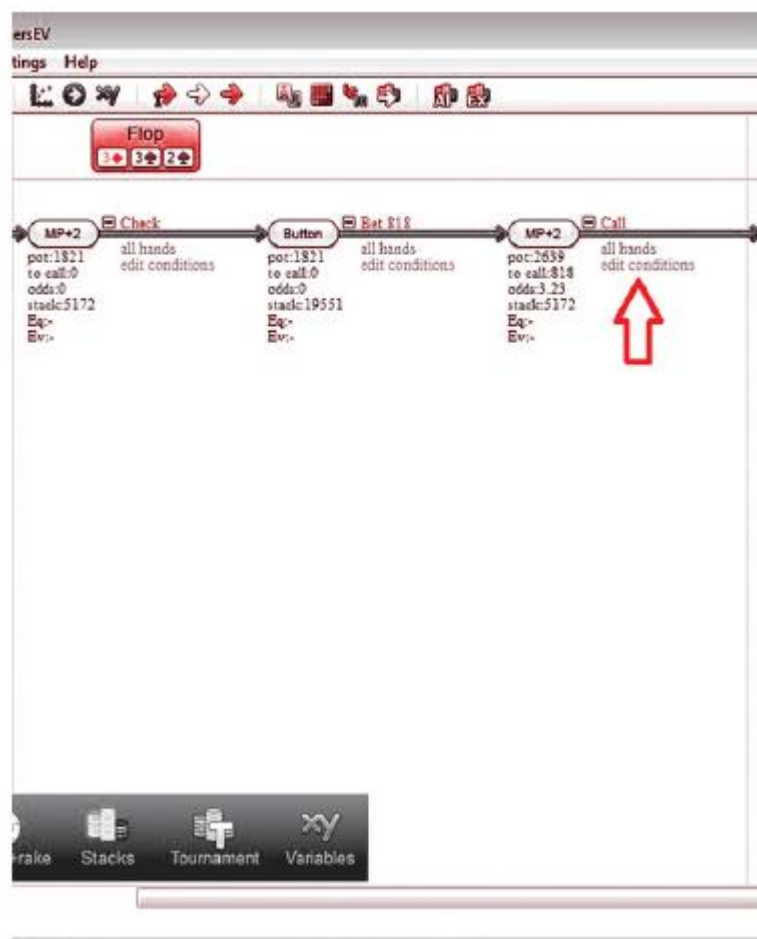 ersEV
tings Help
Flop
3♦ 3♠ 2♠
MP+2
Check
all hands
edit conditions
pot:1821
to call:0
odds:0
stack:5172
Eq:-
Ev:-
Button
Bet 818
all hands
edit conditions
pot:1821
to call:0
odds:0
stack:19551
Eq:-
Ev:-
MP+2
Call
all hands
edit conditions
pot:2639
to call:818
odds:3.23
stack:5172
Eq:-
Ev:-
rake Stacks Tournament Variables